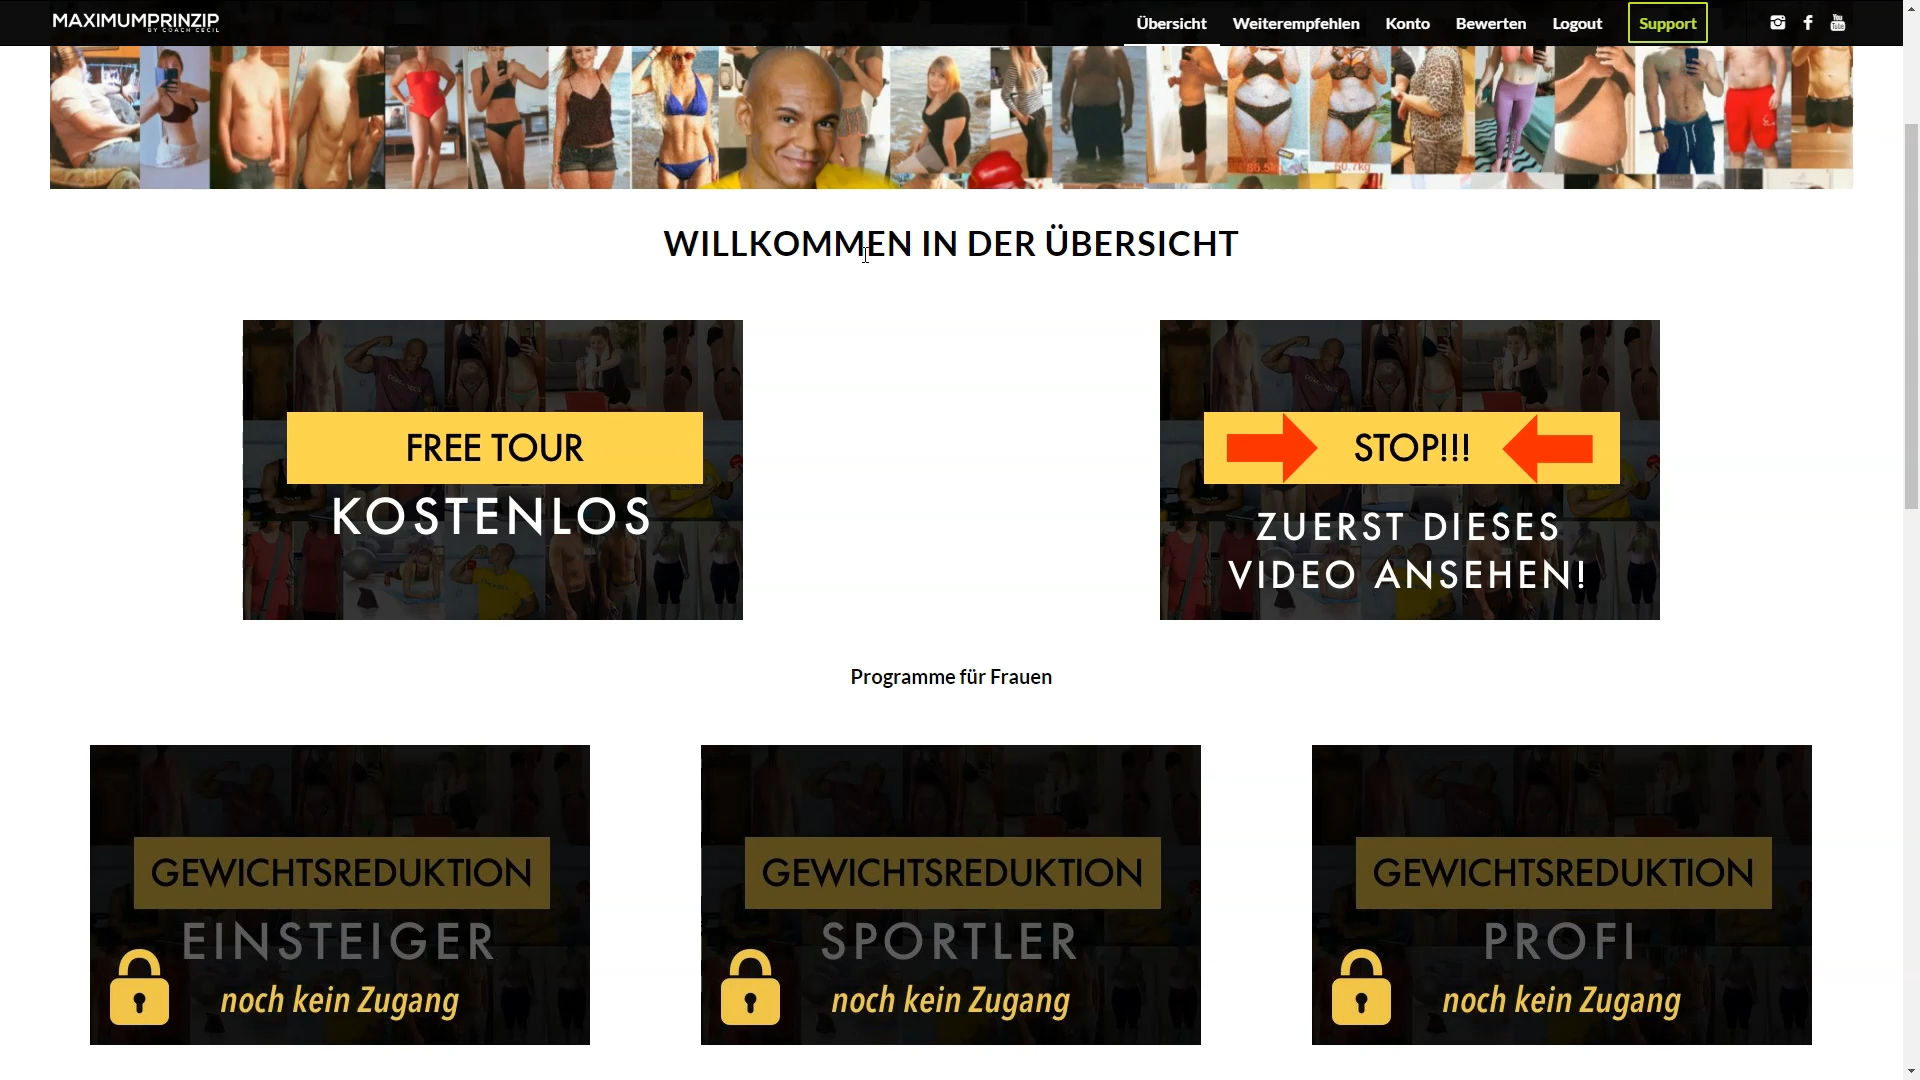 MAXIMUMPRINZIP
BY COACH CECIL
Übersicht Weiterempfehlen Konto Bewerten Logout Support
WILLKOMMEN IN DER ÜBERSICHT
FREE TOUR
KOSTENLOS
STOP!!!
ZUERST DIESES
VIDEO ANSEHEN!
Programme für Frauen
GEWICHTSREDUKTION
EINSTEIGER
noch kein Zugang
GEWICHTSREDUKTION
SPORTLER
noch kein Zugang
GEWICHTSREDUKTION
PROFI
noch kein Zugang